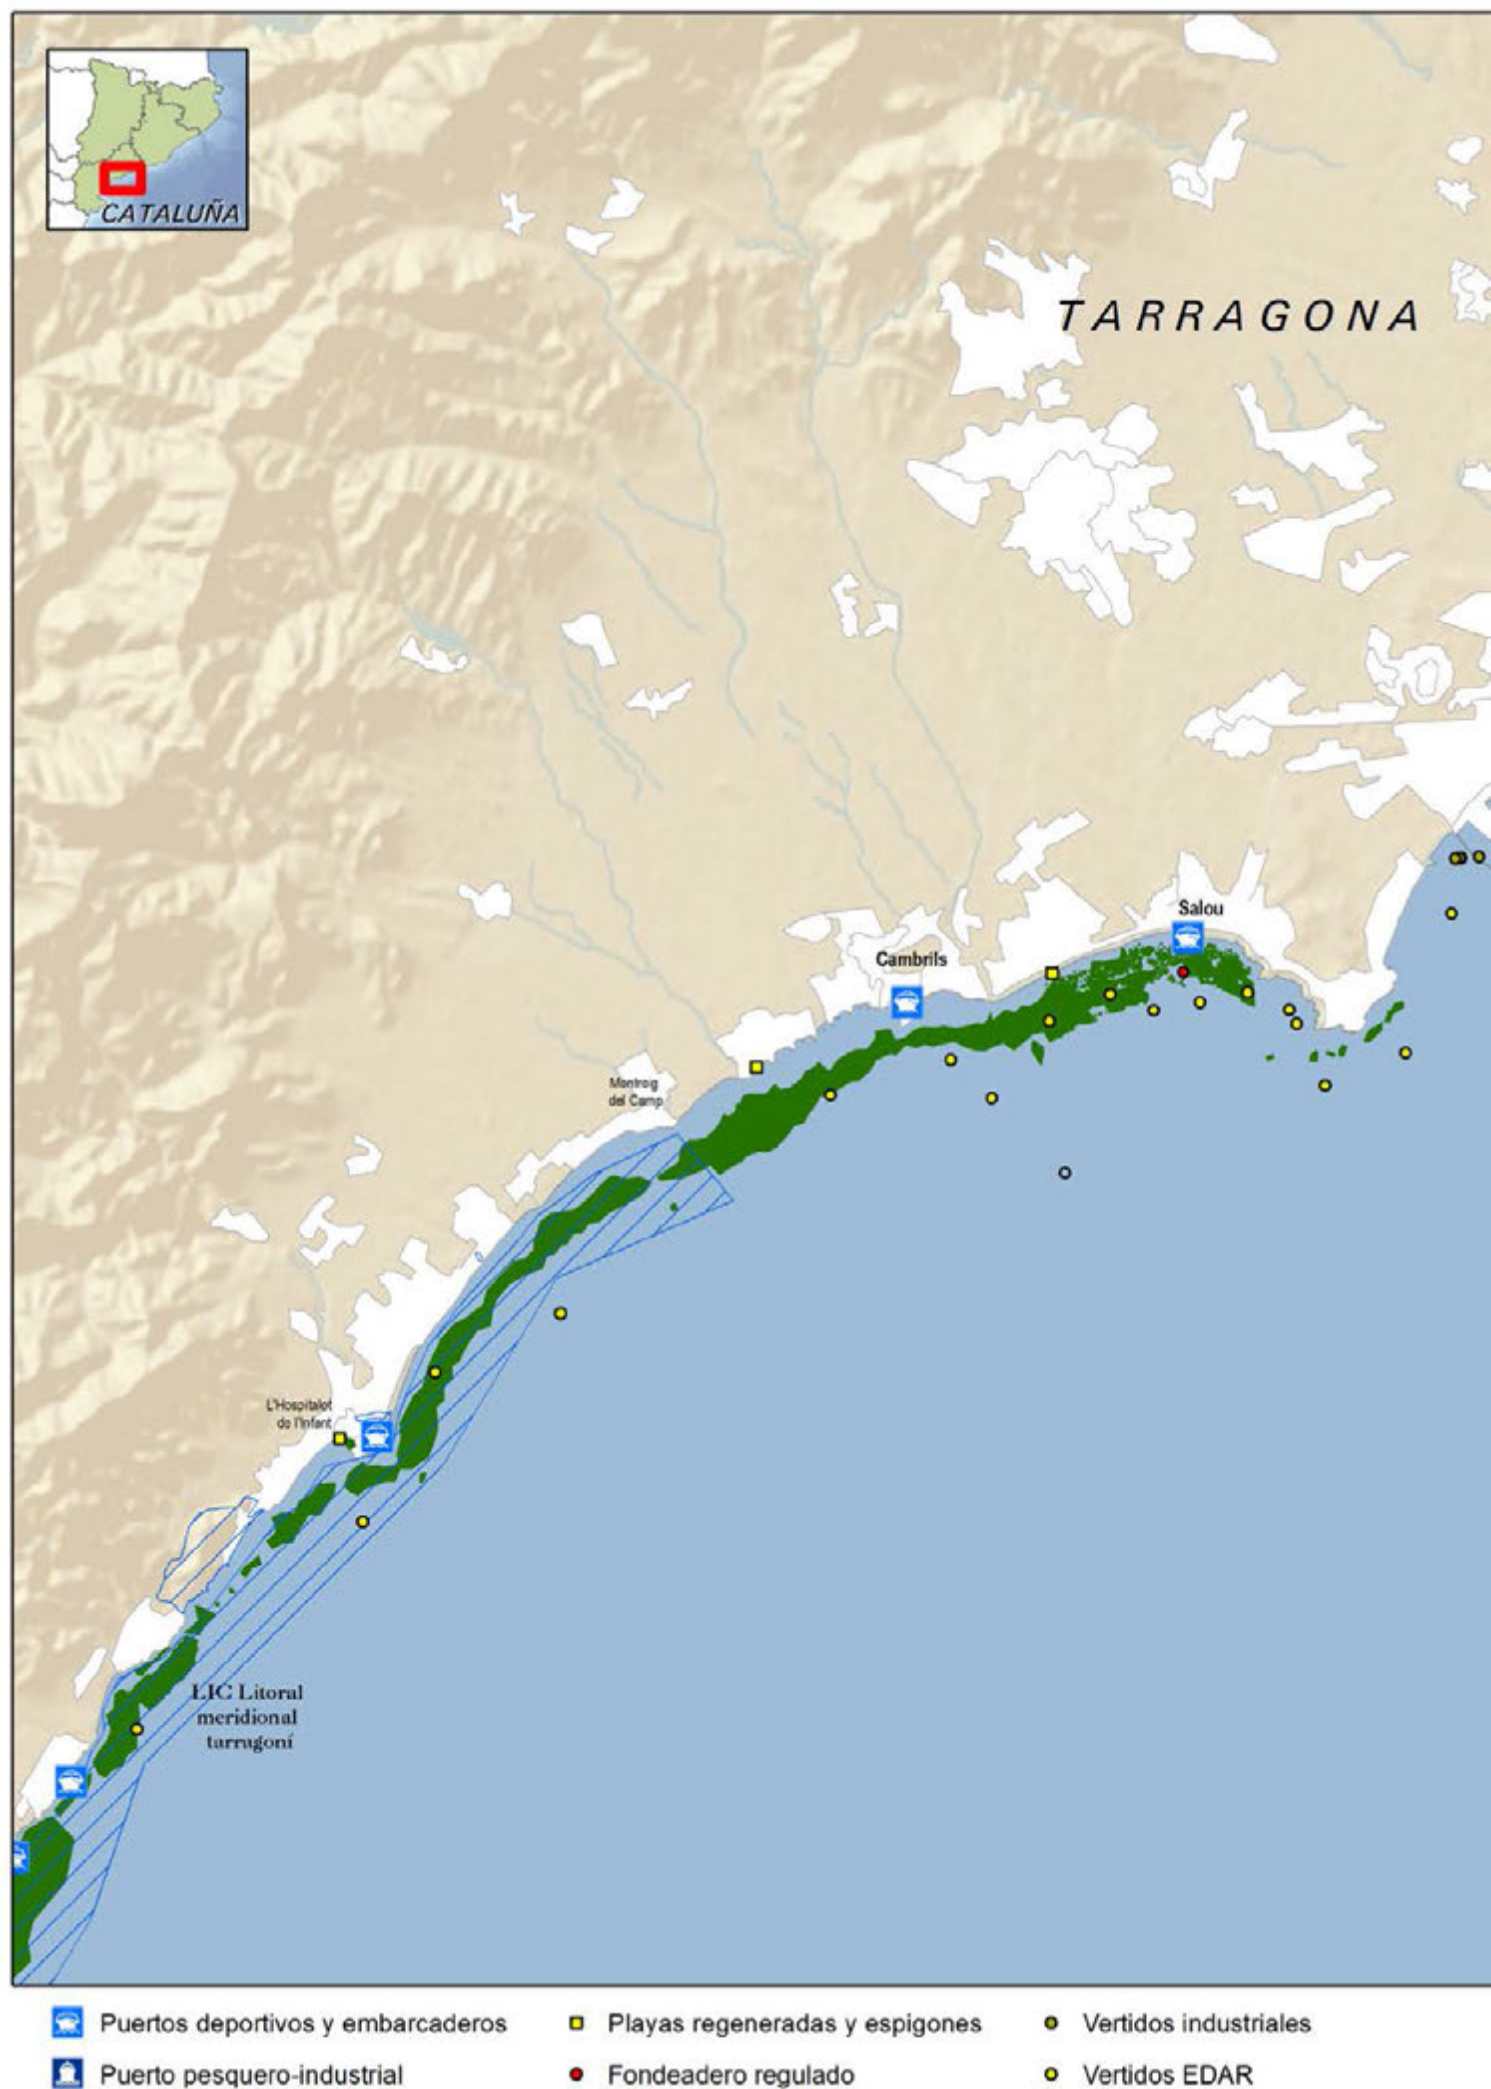 CATALUÑA
TARRAGONA
Salou
Cambrils
Montroig
del Camp
L'Hospitalet
de l'Infant
LIC Litoral
meridional
tarragoní
Puertos deportivos y embarcaderos
Playas regeneradas y espigones
Vertidos industriales
Puerto pesquero-industrial
Fondeadero regulado
Vertidos EDAR